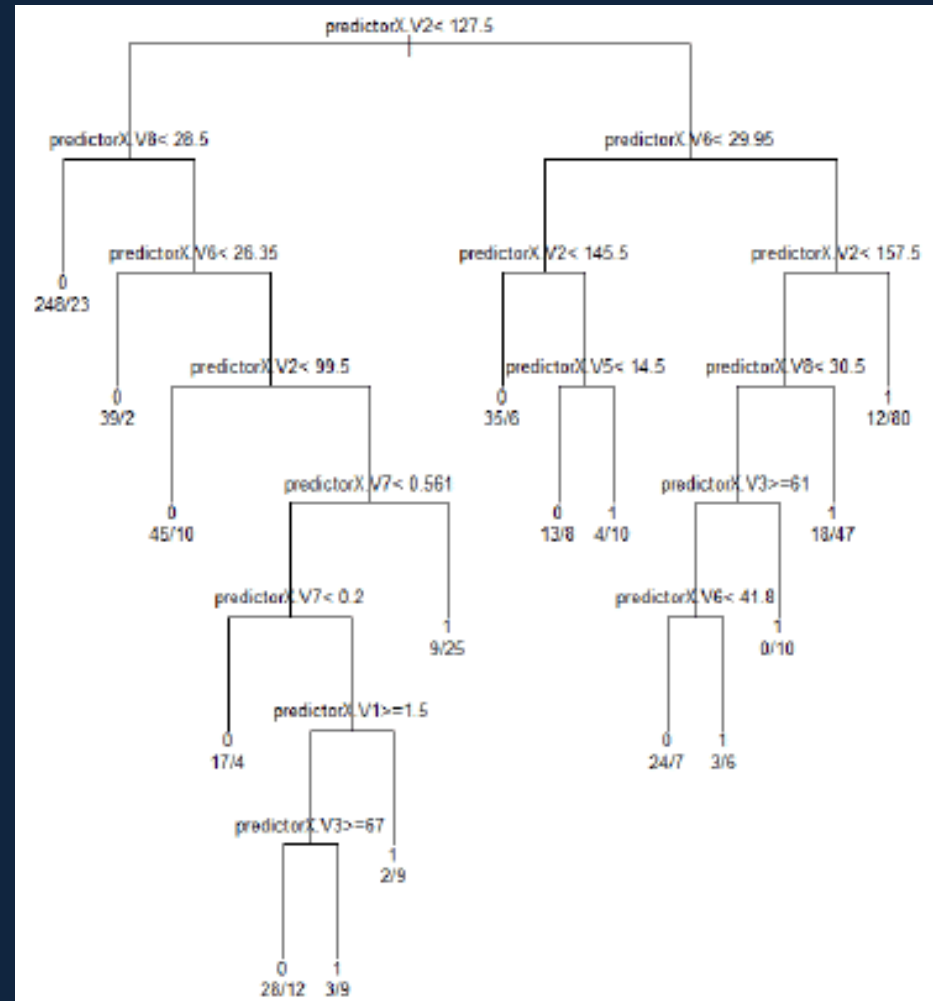 predictorX.V2< 127.5
predictorX.V8< 28.5
predictorX.V6< 29.95
predictorX.V6< 26.35
predictorX.V2< 145.5
predictorX.V2< 157.5
0
248/23
predictorX.V2< 99.5
predictorX.V5< 14.5
predictorX.V8< 30.5
0
39/2
0
35/6
1
12/80
predictorX.V7< 0.561
predictorX.V3>=61
0
45/10
0
13/8
1
4/10
1
18/47
predictorX.V7< 0.2
predictorX.V6< 41.8
1
9/25
1
0/10
predictorX.V1>=1.5
0
17/4
0
24/7
1
3/6
predictorX.V3>=67
1
2/9
0
28/12
1
3/9